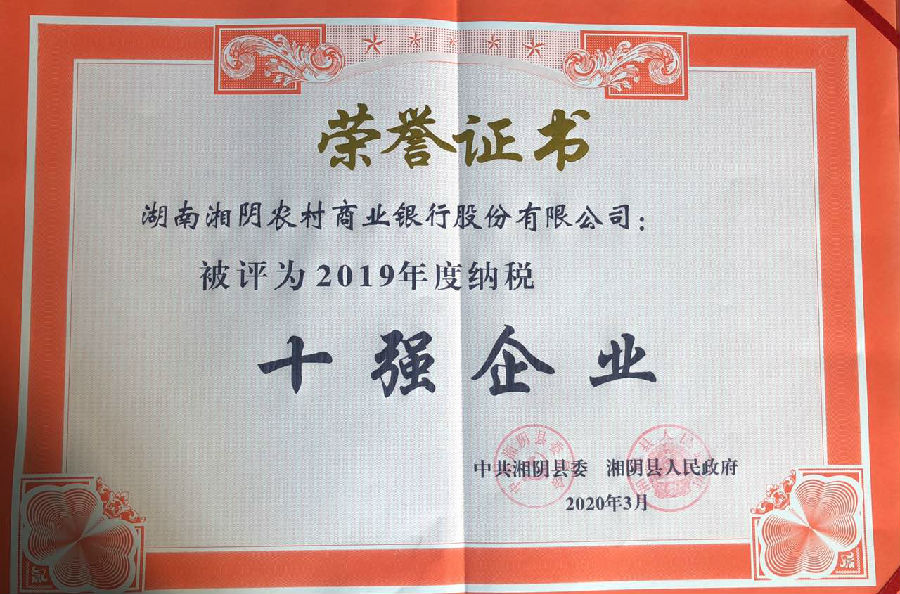 荣誉证书
湖南湘阴农村商业银行股份有限公司：
被评为2019年度纳税
十强企业
中共湘阴县委 湘阴县人民政府
2020年3月